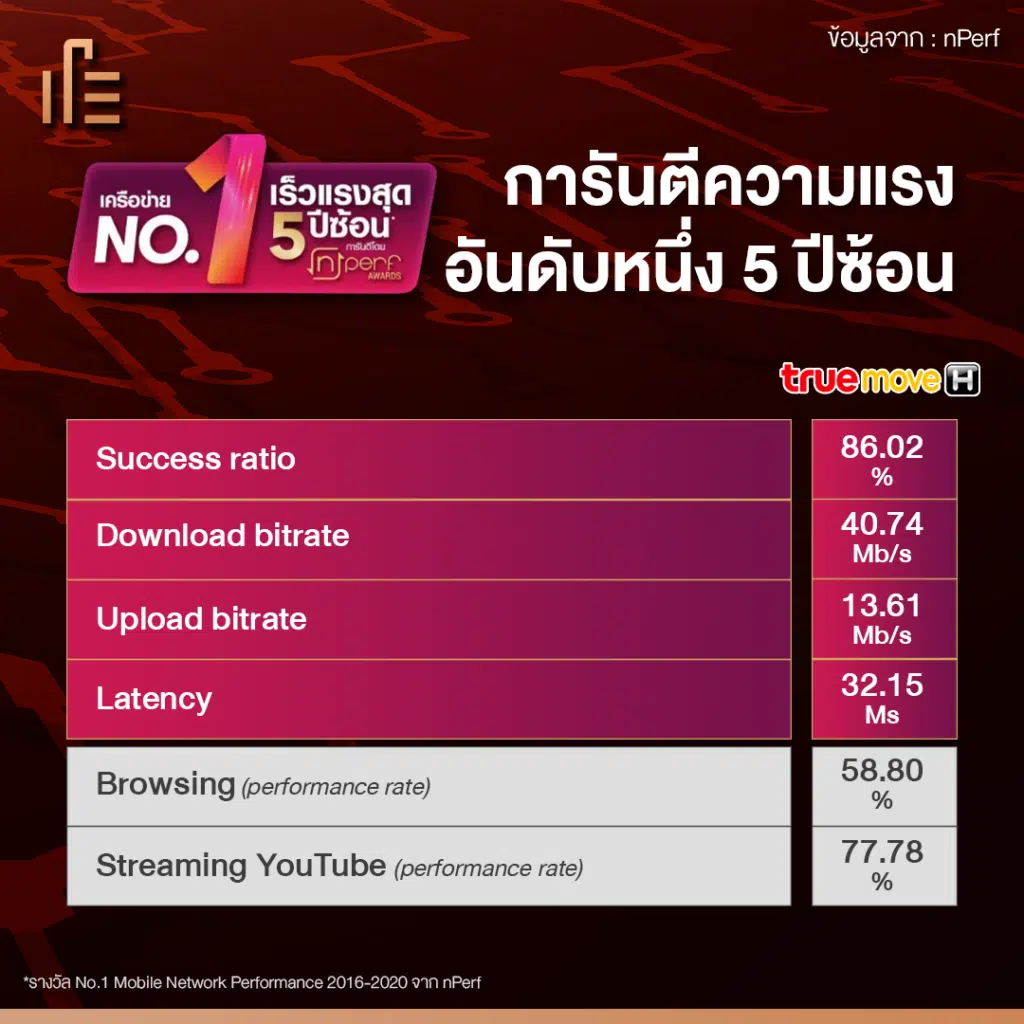 ข้อมูลจาก : nPerf
เครือข่าย
NO.1
เร็วแรงสุด
5 ปีซ้อน*
การันตีโดย
nperf
AWARDS
การันตีความแรง
อันดับหนึ่ง 5 ปีซ้อน
truemove H
Success ratio
86.02
%
Download bitrate
40.74
Mb/s
Upload bitrate
13.61
Mb/s
Latency
32.15
Ms
Browsing (performance rate)
58.80
%
Streaming YouTube (performance rate)
77.78
%
*รางวัล No.1 Mobile Network Performance 2016-2020 จาก nPerf